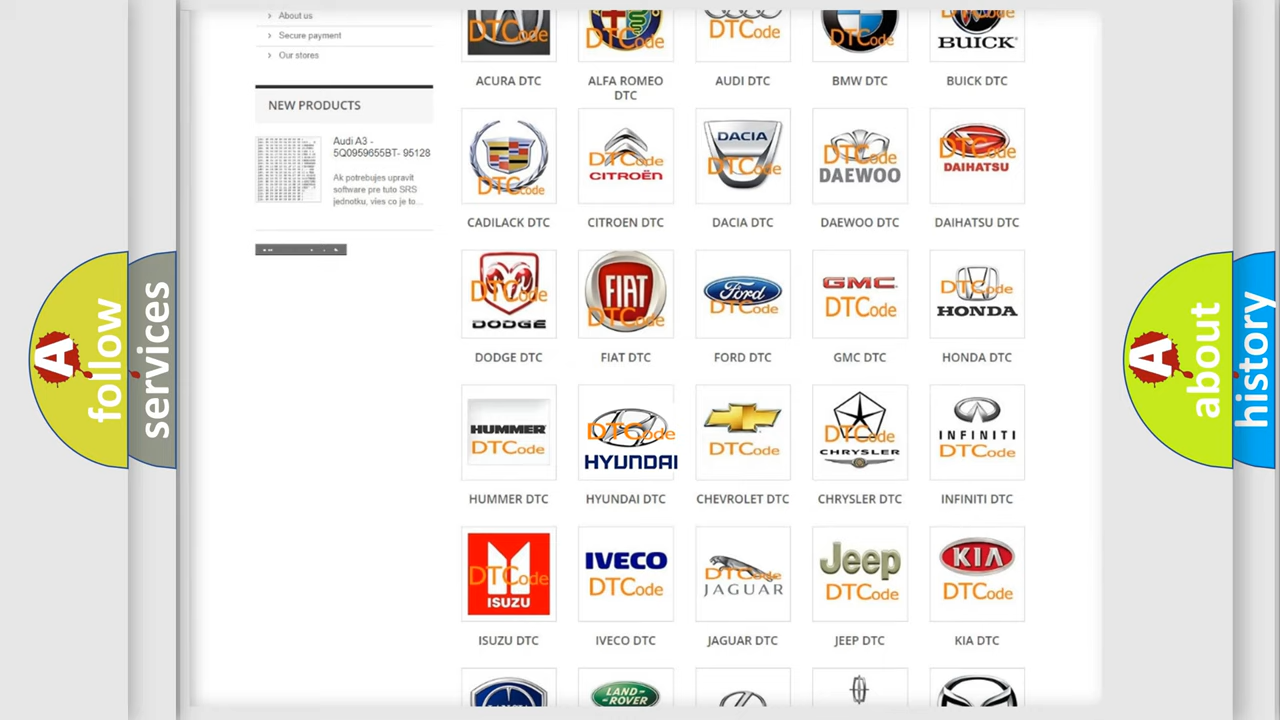 About us
Secure payment
Our stores
NEW PRODUCTS
Audi A3 -
5Q0959655BT- 95128
Ak potrebujes upravit
software pre tuto SRS
jednotku, vies co je to...
DTCode
DTCode
DTCode
DTCode
BUICK
ACURA DTC
ALFA ROMEO
DTC
AUDI DTC
BMW DTC
BUICK DTC
DTCode
DTCode
CITROËN
DACIA
DTCode
DTCode
DAEWOO
DTCode
DAIHATSU
CADILACK DTC
CITROEN DTC
DACIA DTC
DAEWOO DTC
DAIHATSU DTC
DTCode
DODGE
FIAT
DTCode
Ford
DTCode
GMC
DTCode
DTCode
HONDA
DODGE DTC
FIAT DTC
FORD DTC
GMC DTC
HONDA DTC
HUMMER
DTCode
DTCode
HYUNDAI
DTCode
DTCode
CHRYSLER
INFINITI
DTCode
HUMMER DTC
HYUNDAI DTC
CHEVROLET DTC
CHRYSLER DTC
INFINITI DTC
DTCode
ISUZU
IVECO
DTCode
DTCode
JAGUAR
Jeep
DTCode
KIA
DTCode
ISUZU DTC
IVECO DTC
JAGUAR DTC
JEEP DTC
KIA DTC
LAND-
ROVER
A
follow
services
A
about
history